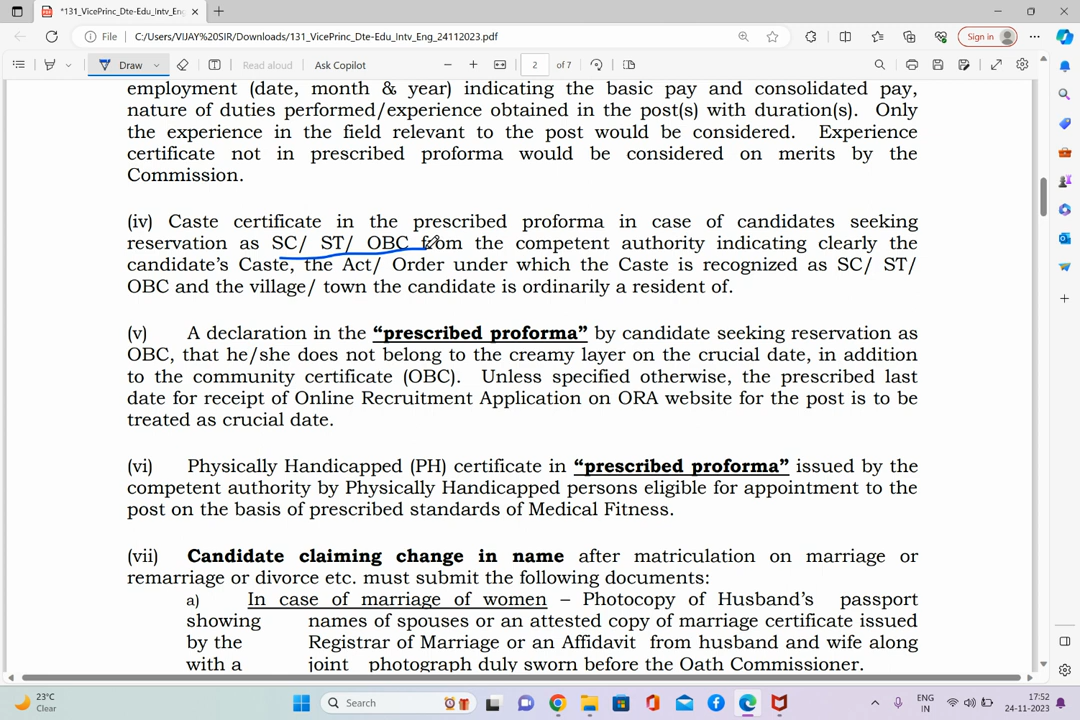 *131_VicePrinc_Dte-Edu_Intv_Eng
File
C:/Users/VIJAY%20SIR/Downloads/131_VicePrinc_Dte-Edu_Intv_Eng_24112023.pdf
Sign in
Draw
Read aloud
Ask Copilot
2
of 7
employment (date, month & year) indicating the basic pay and consolidated pay,
nature of duties performed/experience obtained in the post(s) with duration(s). Only
the experience in the field relevant to the post would be considered. Experience
certificate not in prescribed proforma would be considered on merits by the
Commission.
(iv) Caste certificate in the prescribed proforma in case of candidates seeking
reservation as SC/ ST/ OBC from the competent authority indicating clearly the
candidate's Caste, the Act/ Order under which the Caste is recognized as SC/ ST/
OBC and the village/ town the candidate is ordinarily a resident of.
(v) A declaration in the “prescribed proforma” by candidate seeking reservation as
OBC, that he/she does not belong to the creamy layer on the crucial date, in addition
to the community certificate (OBC). Unless specified otherwise, the prescribed last
date for receipt of Online Recruitment Application on ORA website for the post is to be
treated as crucial date.
(vi) Physically Handicapped (PH) certificate in “prescribed proforma” issued by the
competent authority by Physically Handicapped persons eligible for appointment to the
post on the basis of prescribed standards of Medical Fitness.
(vii) Candidate claiming change in name after matriculation on marriage or
remarriage or divorce etc. must submit the following documents:
a) In case of marriage of women – Photocopy of Husband's passport
showing names of spouses or an attested copy of marriage certificate issued
by the Registrar of Marriage or an Affidavit from husband and wife along
with a joint photograph duly sworn before the Oath Commissioner.
23°C
Clear
Search
ENG
IN
17:52
24-11-2023